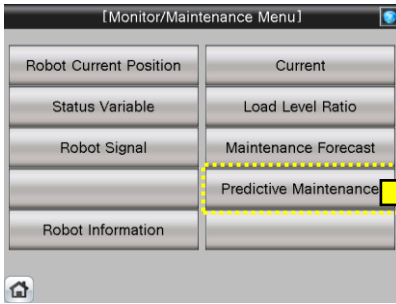 [Monitor/Maintenance Menu]
Robot Current Position
Current
Status Variable
Load Level Ratio
Robot Signal
Maintenance Forecast
Predictive Maintenance
Robot Information